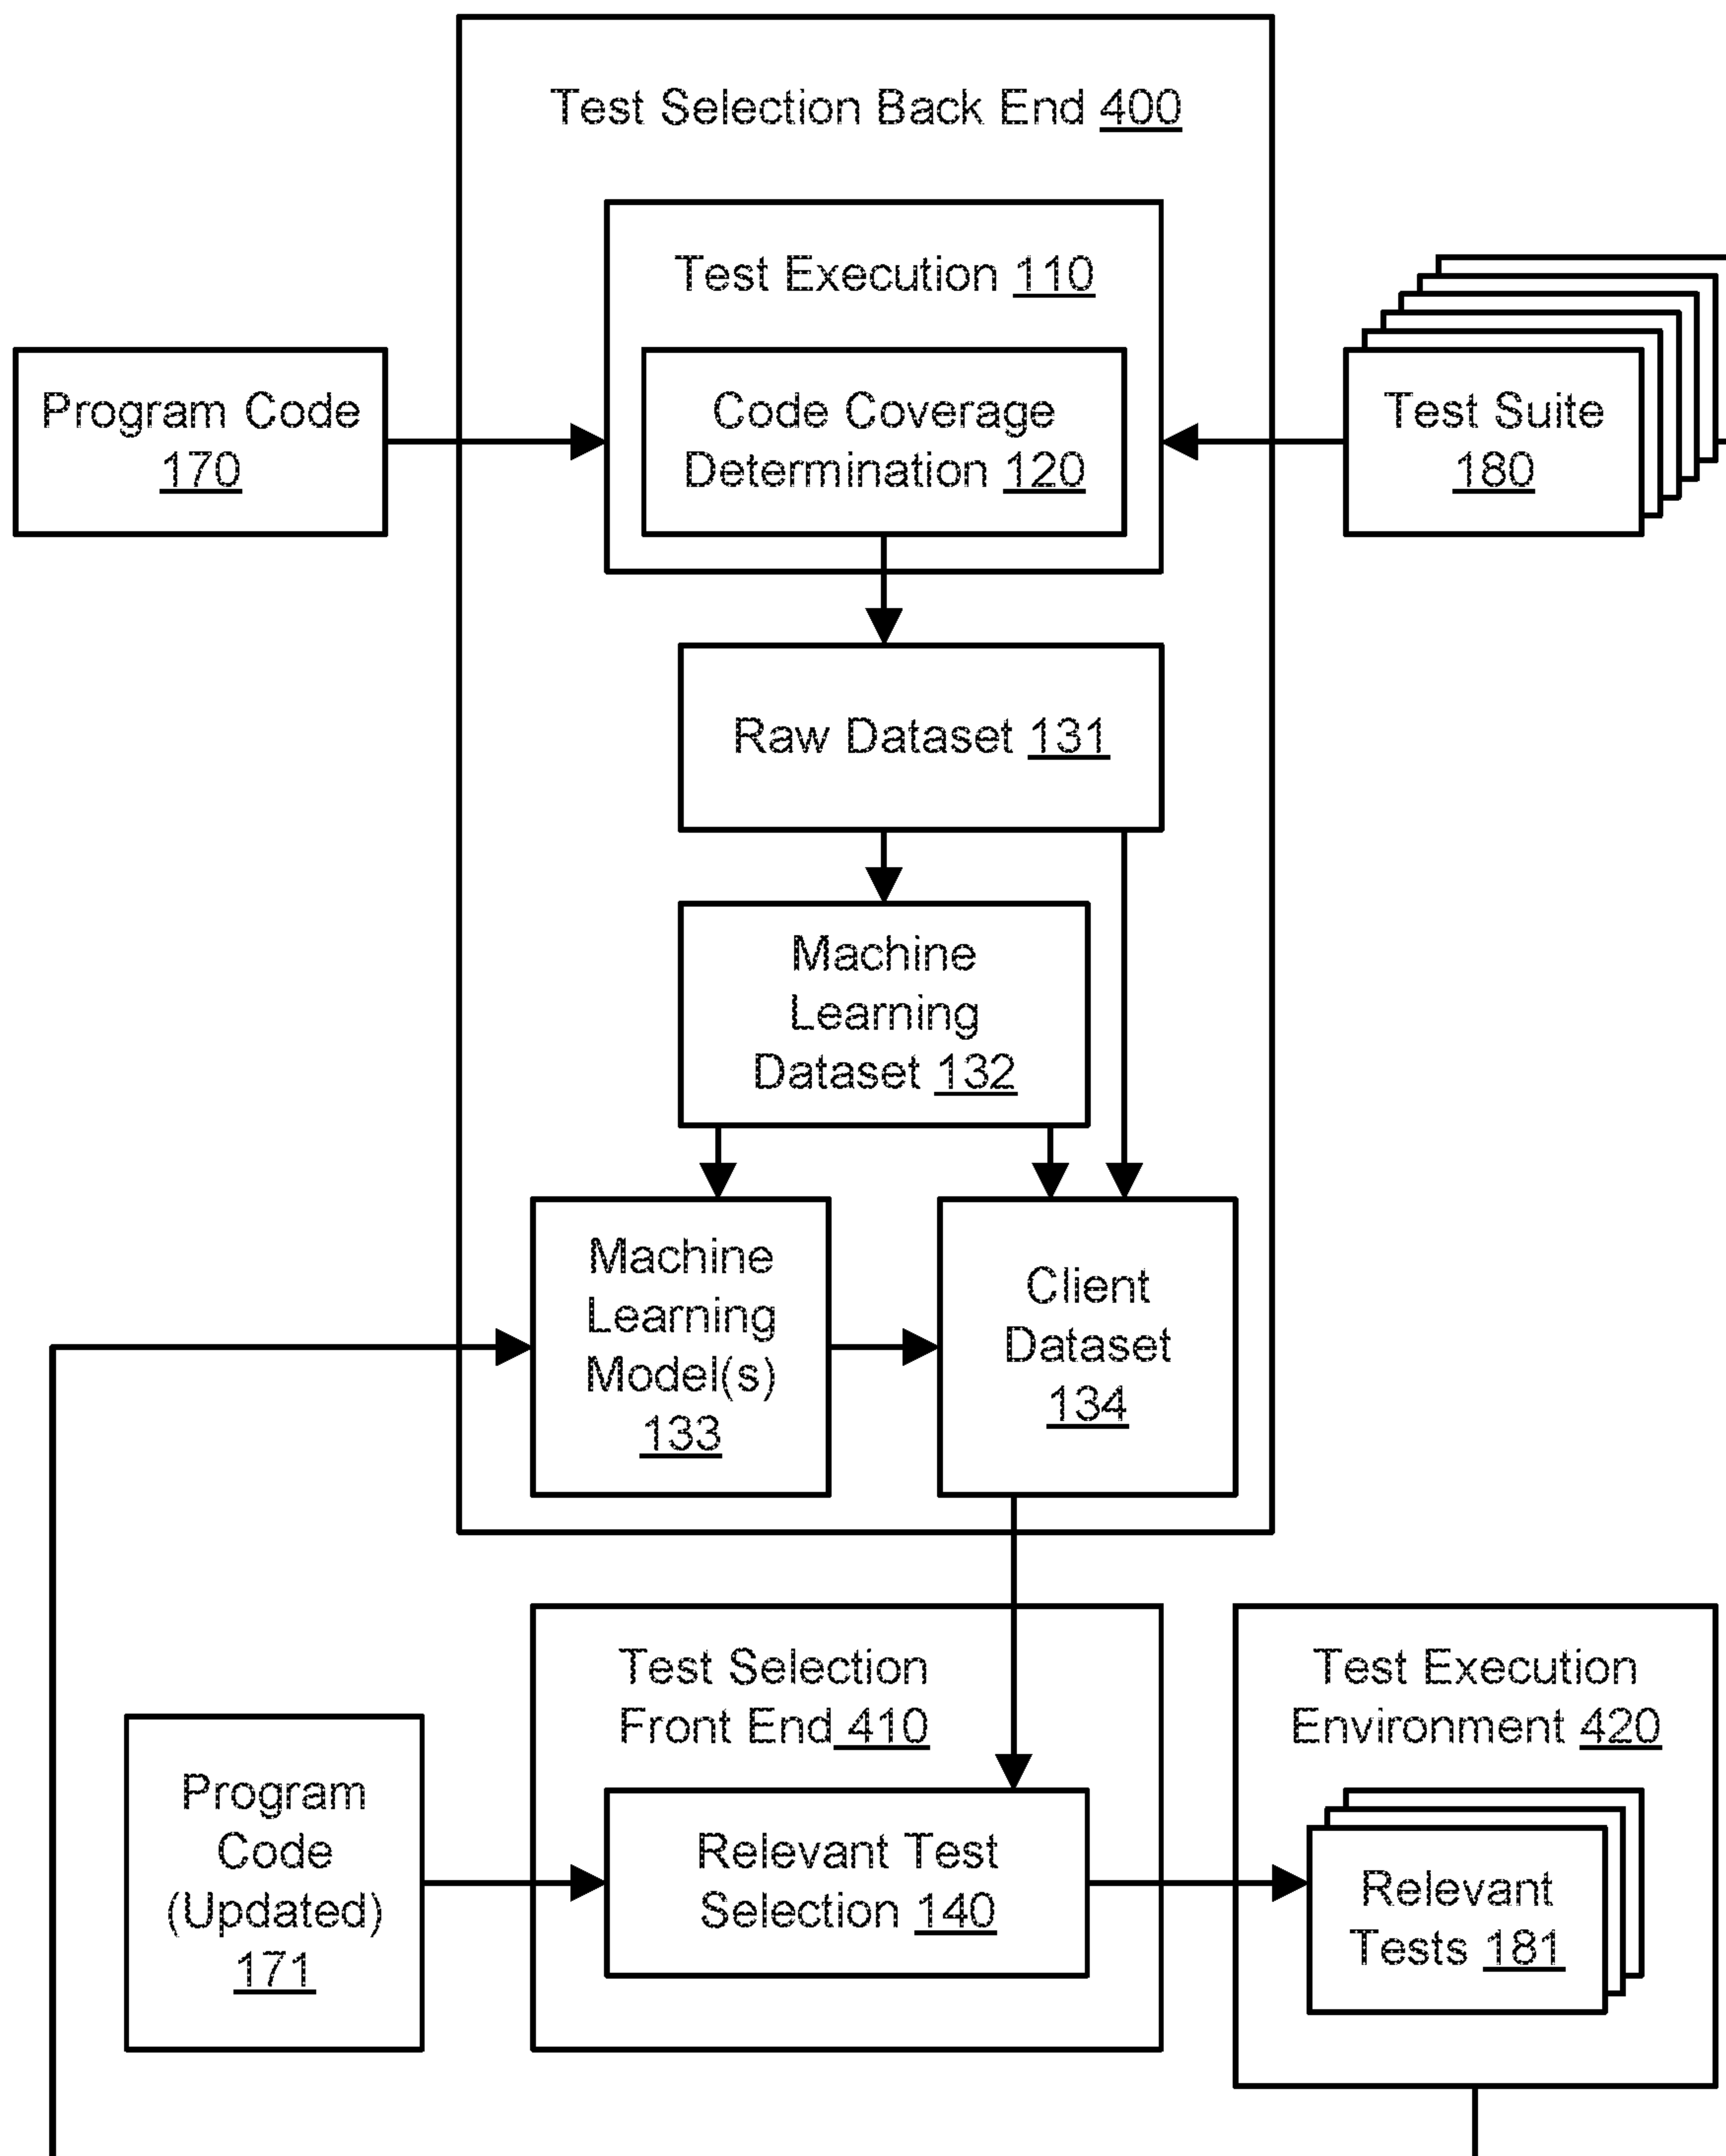 Test Selection Back End 400
Test Execution 110
Program Code
170
Code Coverage
Determination 120
Test Suite
180
Raw Dataset 131
Machine
Learning
Dataset 132
Machine
Learning
Model(s)
133
Client
Dataset
134
Test Selection
Front End 410
Test Execution
Environment 420
Program
Code
(Updated)
171
Relevant Test
Selection 140
Relevant
Tests 181